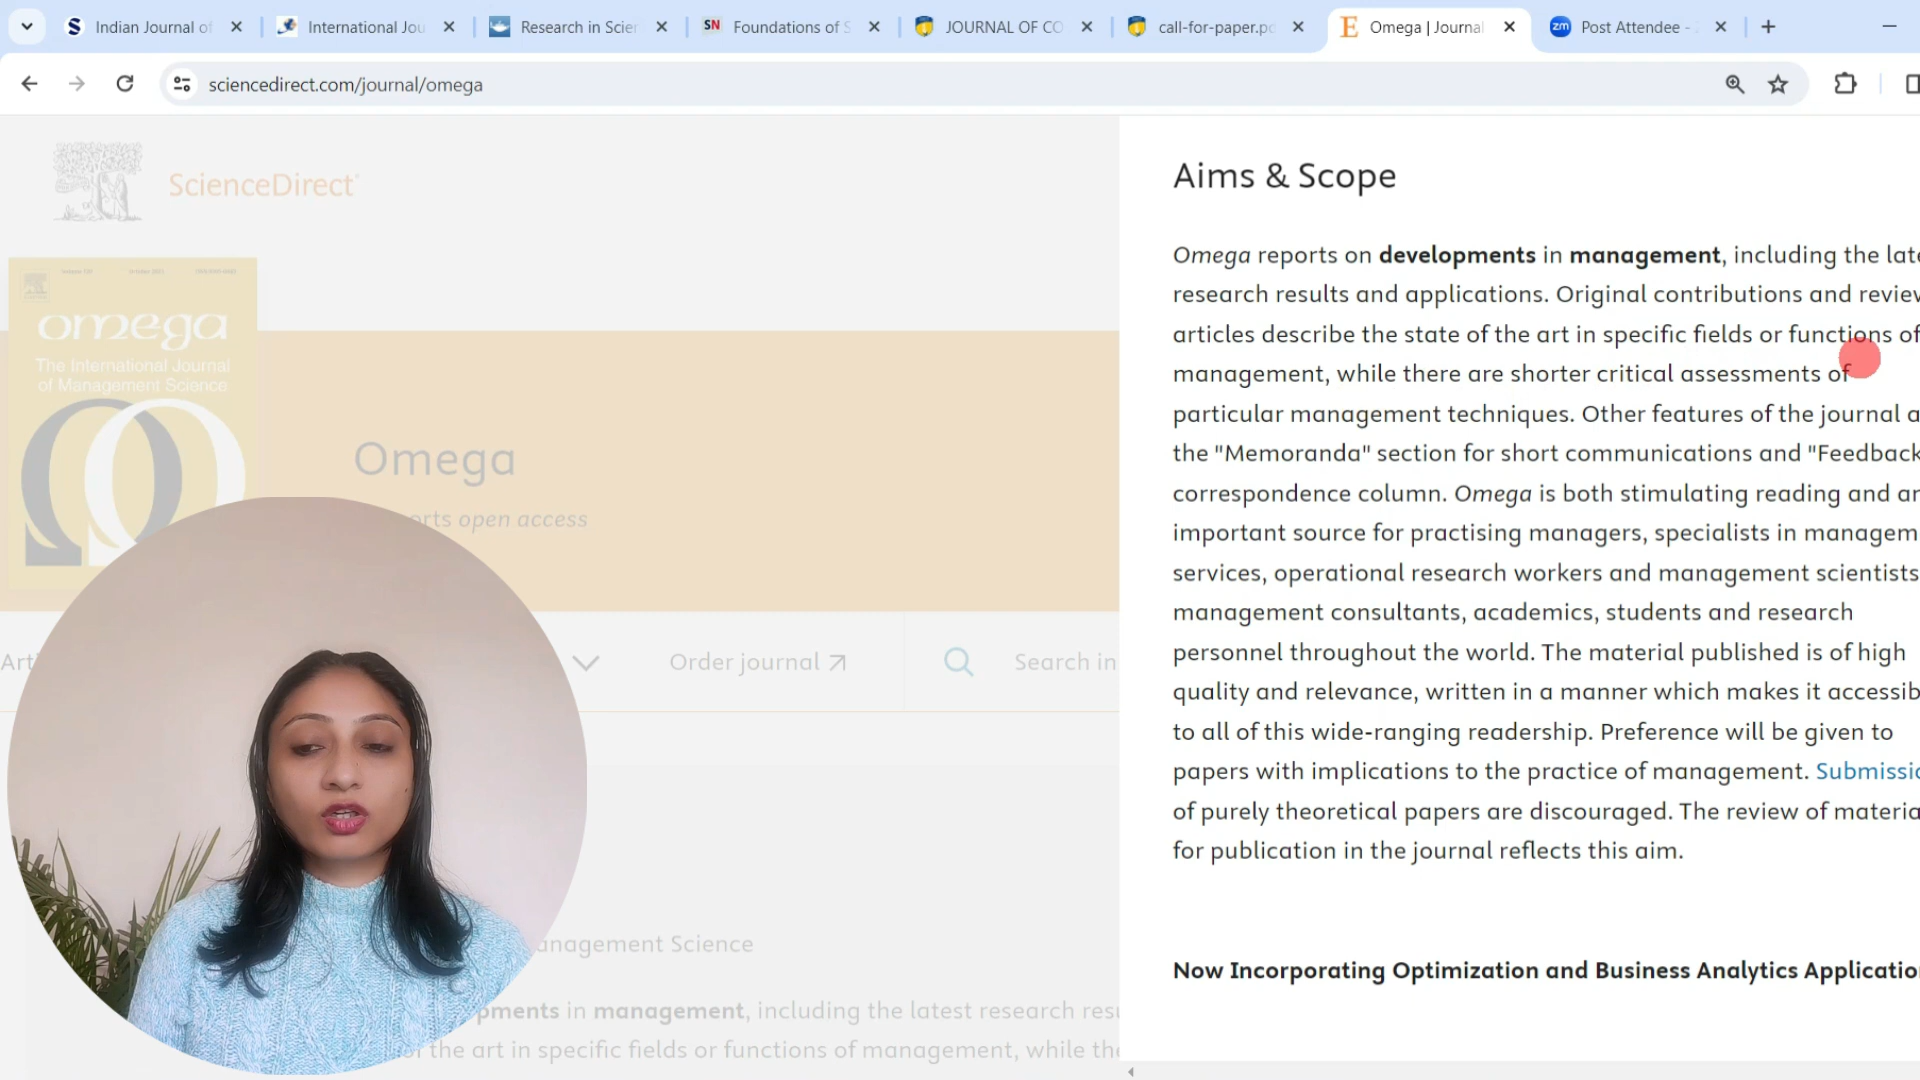 Indian Journal of
International Jou
Research in Scien
SN Foundations of S
JOURNAL OF CO
call-for-paper.pd
E Omega | Journal
zm Post Attendee -
sciencedirect.com/journal/omega
ScienceDirect
omega
The International Journal
of Management Science
Omega
orts open access
Order journal
Search in
anagement Science
pments in management, including the latest research resu
the art in specific fields or functions of management, while the
Aims & Scope
Omega reports on developments in management, including the late
research results and applications. Original contributions and review
articles describe the state of the art in specific fields or functions of
management, while there are shorter critical assessments of
particular management techniques. Other features of the journal a
the "Memoranda" section for short communications and "Feedback
correspondence column. Omega is both stimulating reading and an
important source for practising managers, specialists in managem
services, operational research workers and management scientists
management consultants, academics, students and research
personnel throughout the world. The material published is of high
quality and relevance, written in a manner which makes it accessib
to all of this wide-ranging readership. Preference will be given to
papers with implications to the practice of management. Submissio
of purely theoretical papers are discouraged. The review of materia
for publication in the journal reflects this aim.
Now Incorporating Optimization and Business Analytics Applicatio